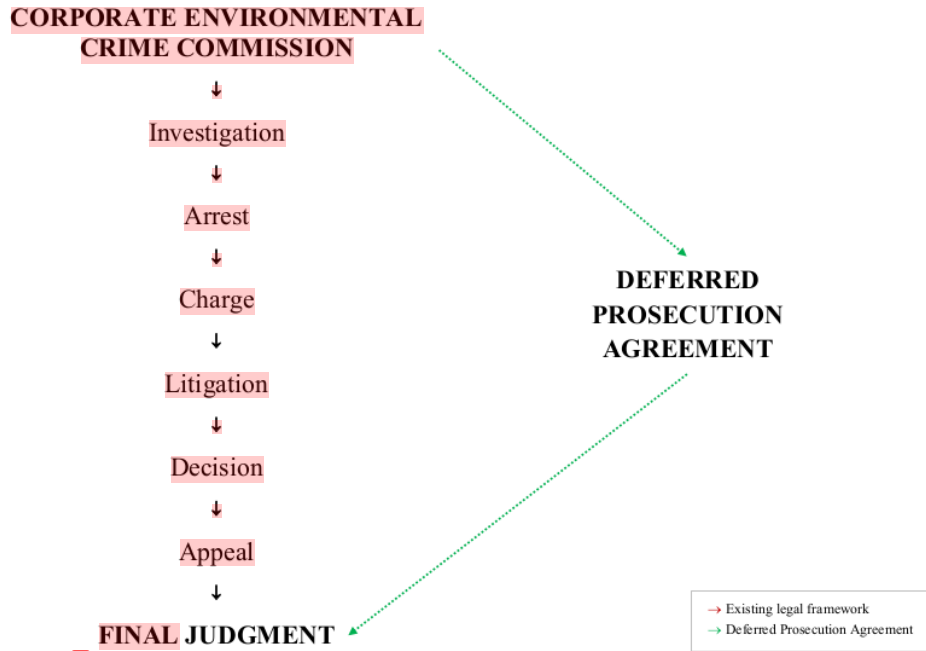 CORPORATE ENVIRONMENTAL
CRIME COMMISSION
Investigation
Arrest
Charge
Litigation
Decision
Appeal
FINAL JUDGMENT
DEFERRED
PROSECUTION
AGREEMENT
→ Existing legal framework
→ Deferred Prosecution Agreement